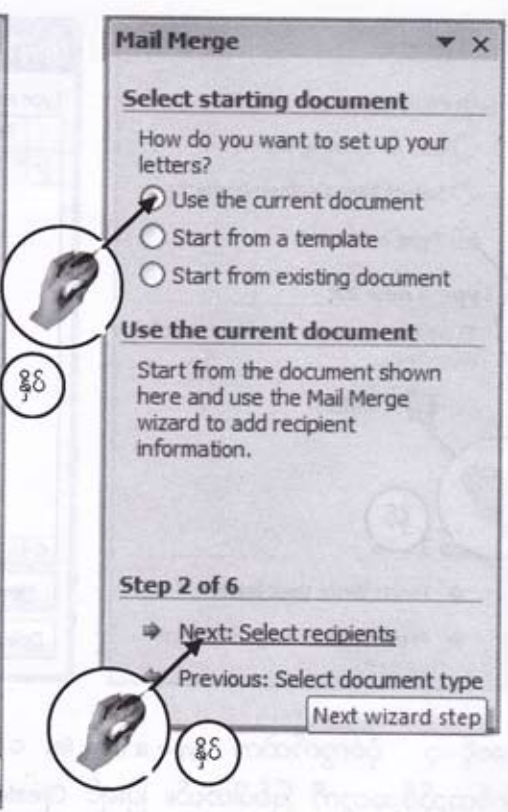 Mail Merge
Select starting document
How do you want to set up your
letters?
Use the current document
Start from a template
Start from existing document
Use the current document
နှိပ်
Start from the document shown
here and use the Mail Merge
wizard to add recipient
information.
Step 2 of 6
Next: Select recipients
Previous: Select document type
Next wizard step
နှိပ်